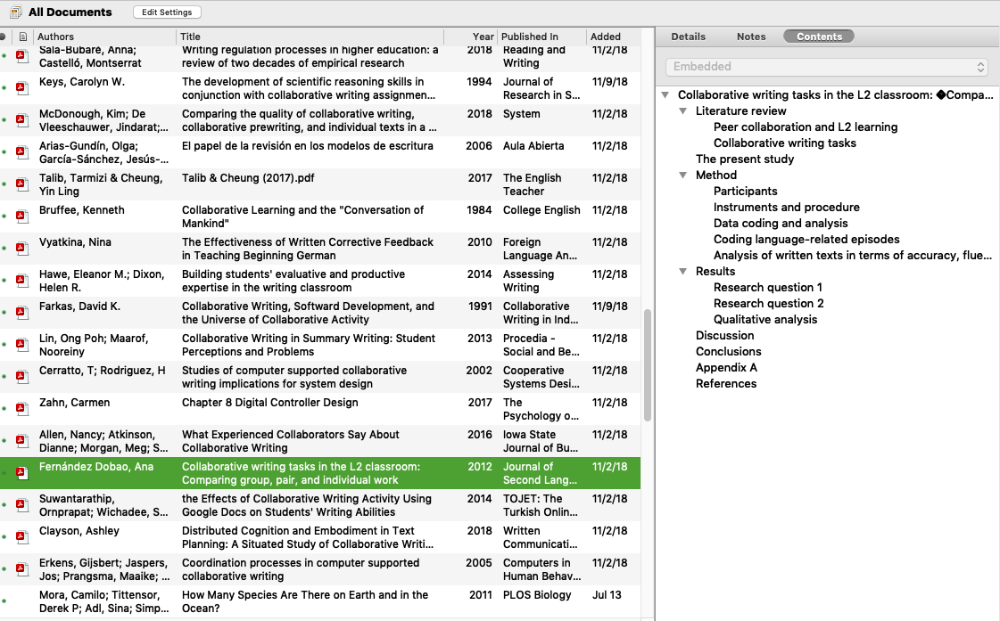 All Documents
Edit Settings
Authors Title Year Published In Added
Sala-Bubaré, Anna; Writing regulation processes in higher education: a 2018 Reading and 11/2/18
Castelló, Montserrat review of two decades of empirical research Writing
Keys, Carolyn W. The development of scientific reasoning skills in 1994 Journal of 11/9/18
conjunction with collaborative writing assignmen... Research in S...
McDonough, Kim; De Comparing the quality of collaborative writing, 2018 System 11/2/18
Vleeschauwer, Jindarat;... collaborative prewriting, and individual texts in a ...
Arias-Gundín, Olga; El papel de la revisión en los modelos de escritura 2006 Aula Abierta 11/2/18
García-Sánchez, Jesús-...
Talib, Tarmizi & Cheung, Talib & Cheung (2017).pdf 2017 The English 11/2/18
Yin Ling Teacher
Bruffee, Kenneth Collaborative Learning and the "Conversation of 1984 College English 11/2/18
Mankind"
Vyatkina, Nina The Effectiveness of Written Corrective Feedback 2010 Foreign 11/2/18
in Teaching Beginning German Language An...
Hawe, Eleanor M.; Dixon, Building students' evaluative and productive 2014 Assessing 11/2/18
Helen R. expertise in the writing classroom Writing
Farkas, David K. Collaborative Writing, Softward Development, and 1991 Collaborative 11/9/18
the Universe of Collaborative Activity Writing in Ind...
Lin, Ong Poh; Maarof, Collaborative Writing in Summary Writing: Student 2013 Procedia - 11/2/18
Nooreiny Perceptions and Problems Social and Be...
Cerratto, T; Rodriguez, H Studies of computer supported collaborative 2002 Cooperative 11/2/18
writing implications for system design Systems Desi...
Zahn, Carmen Chapter 8 Digital Controller Design 2017 The 11/2/18
Psychology o...
Allen, Nancy; Atkinson, What Experienced Collaborators Say About 2016 Iowa State 11/2/18
Dianne; Morgan, Meg; S... Collaborative Writing Journal of Bu...
Fernández Dobao, Ana Collaborative writing tasks in the L2 classroom: 2012 Journal of 11/2/18
Comparing group, pair, and individual work Second Lang...
Suwantarathip, the Effects of Collaborative Writing Activity Using 2014 TOJET: The 11/2/18
Ornprapat; Wichadee, S... Google Docs on Students' Writing Abilities Turkish Onlin...
Clayson, Ashley Distributed Cognition and Embodiment in Text 2018 Written 11/2/18
Planning: A Situated Study of Collaborative Writi... Communicati...
Erkens, Gijsbert; Jaspers, Coordination processes in computer supported 2005 Computers in 11/2/18
Jos; Prangsma, Maaike; ... collaborative writing Human Behav...
Mora, Camilo; Tittensor, How Many Species Are There on Earth and in the 2011 PLOS Biology Jul 13
Derek P; Adl, Sina; Simp... Ocean?
Details Notes Contents
Embedded
Collaborative writing tasks in the L2 classroom: �Compa...
Literature review
Peer collaboration and L2 learning
Collaborative writing tasks
The present study
Method
Participants
Instruments and procedure
Data coding and analysis
Coding language-related episodes
Analysis of written texts in terms of accuracy, flue...
Results
Research question 1
Research question 2
Qualitative analysis
Discussion
Conclusions
Appendix A
References